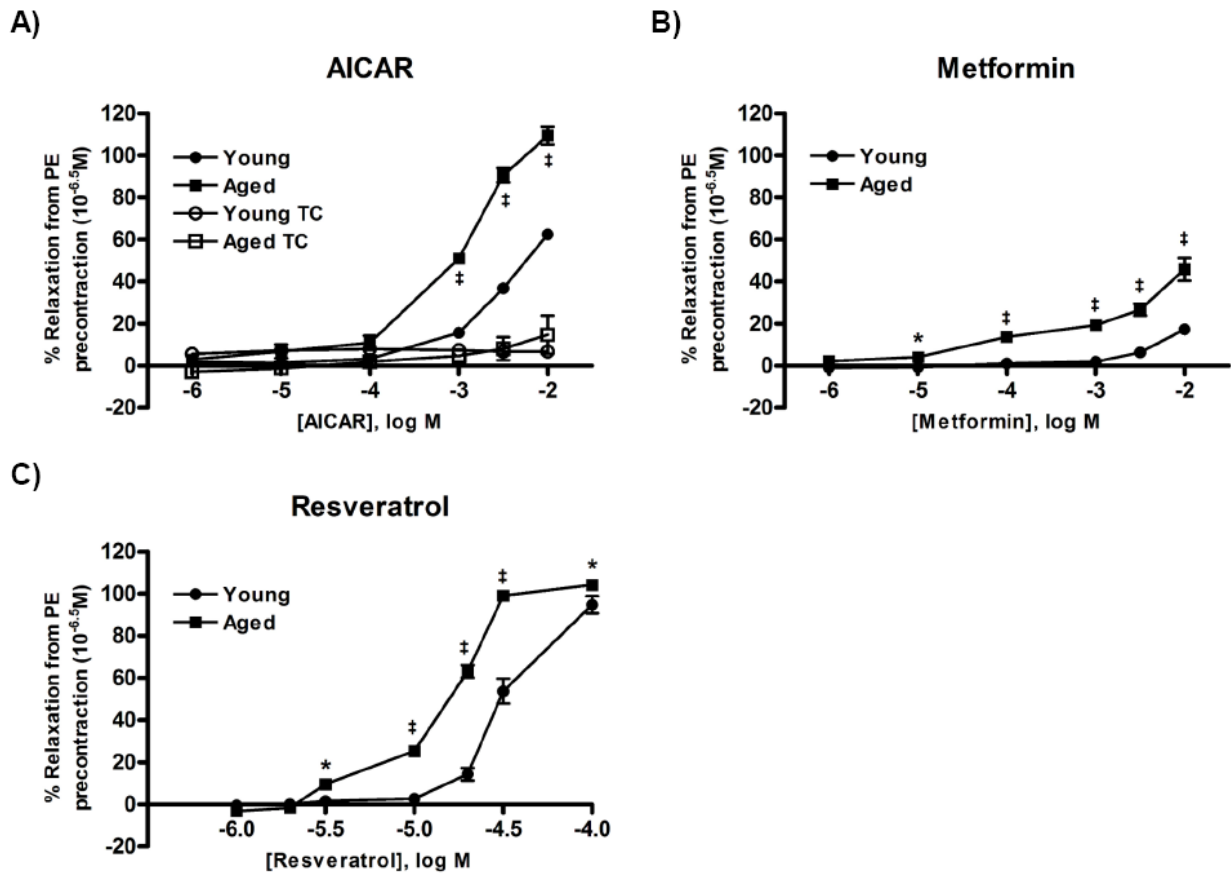 A)
AICAR
% Relaxation from PE
precontraction (10-6.5M)
120
100
80
60
40
20
0
-20
Young
Aged
Young TC
Aged TC
‡
‡
‡
-6
-5
-4
-3
-2
[AICAR], log M
B)
Metformin
% Relaxation from PE
precontraction (10-6.5M)
120
100
80
60
40
20
0
-20
Young
Aged
*
‡
‡
‡
‡
-6
-5
-4
-3
-2
[Metformin], log M
C)
Resveratrol
% Relaxation from PE
precontraction (10-6.5M)
120
100
80
60
40
20
0
-20
Young
Aged
*
‡
‡
‡
*
-6.0
-5.5
-5.0
-4.5
-4.0
[Resveratrol], log M